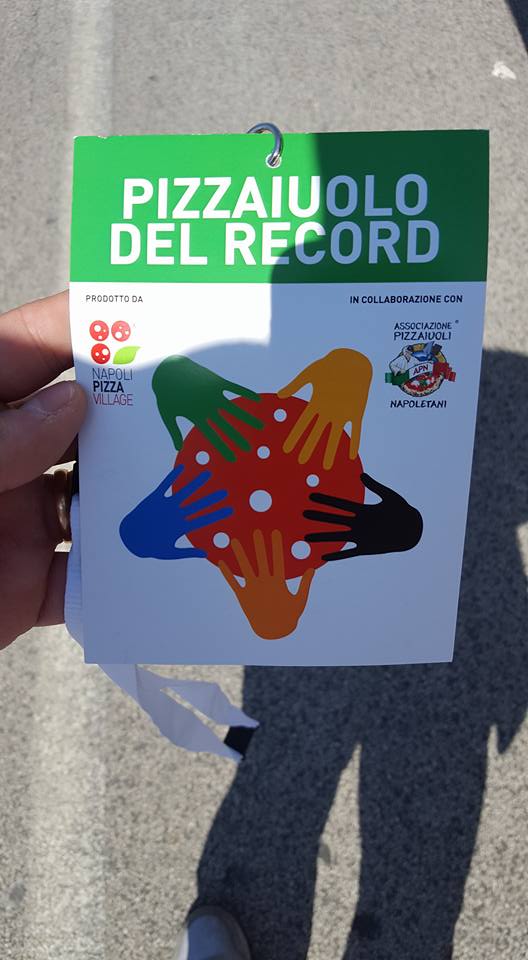 PIZZAIUOLO
DEL RECORD
PRODOTTO DA
IN COLLABORAZIONE CON
NAPOLI
PIZZA
VILLAGE
ASSOCIAZIONE
PIZZAIUOLI
APN
NAPOLETANI